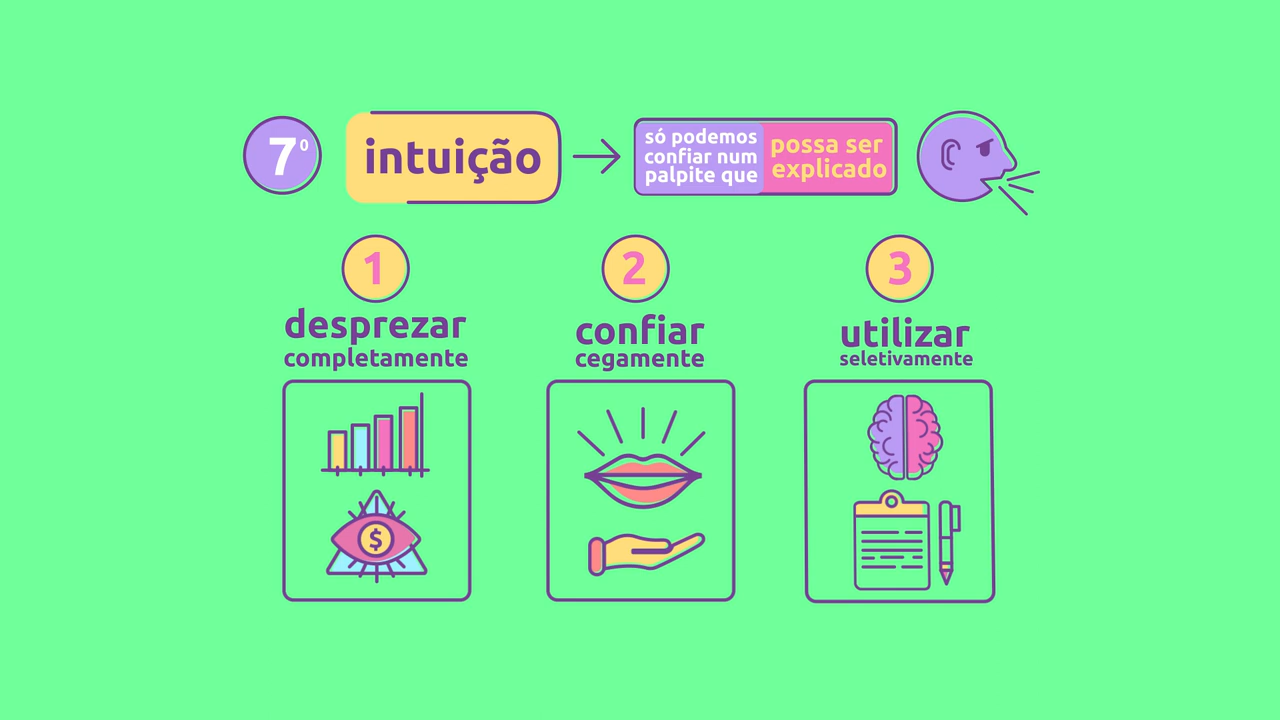 7º
intuição
só podemos
confiar num
palpite que
possa ser
explicado
1
desprezar
completamente
2
confiar
cegamente
3
utilizar
seletivamente
$